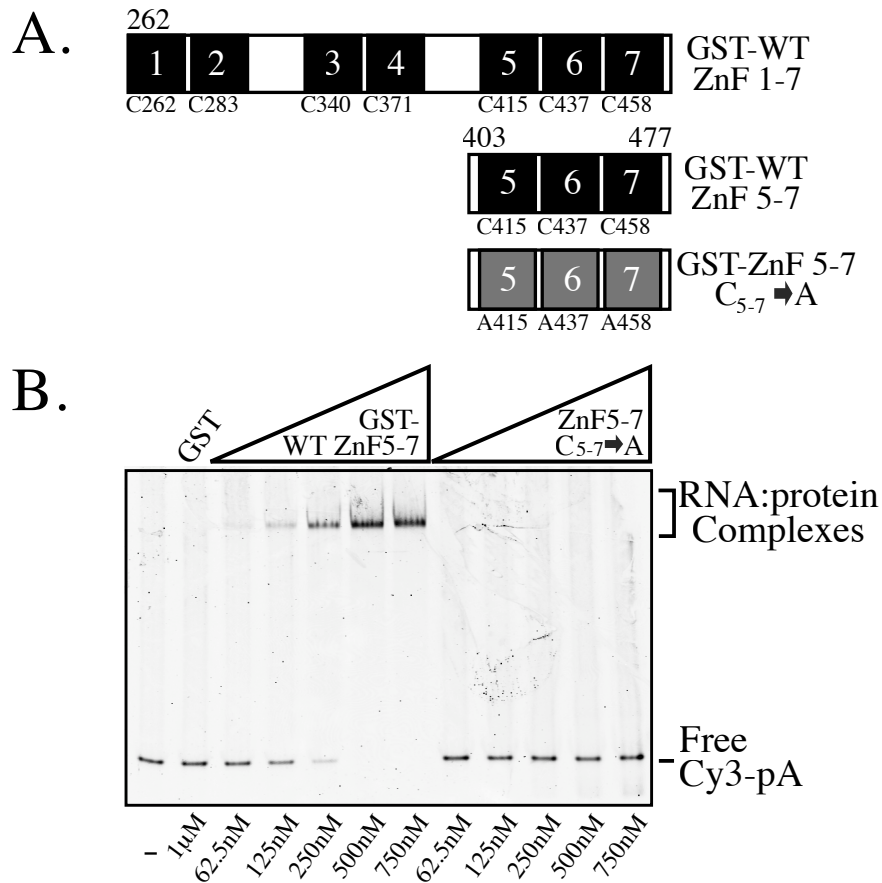 A.
262
1 2 3 4 5 6 7
GST-WT
ZnF 1-7
C262 C283 C340 C371 C415 C437 C458
403 477
5 6 7
GST-WT
ZnF 5-7
C415 C437 C458
5 6 7
GST-ZnF 5-7
C5-7 ➡ A
A415 A437 A458
B.
GST
GST-
WT ZnF5-7
ZnF5-7
C5-7➡A
RNA:protein
Complexes
Free
Cy3-pA
– 1µM 62.5nM 125nM 250nM 500nM 750nM 62.5nM 125nM 250nM 500nM 750nM